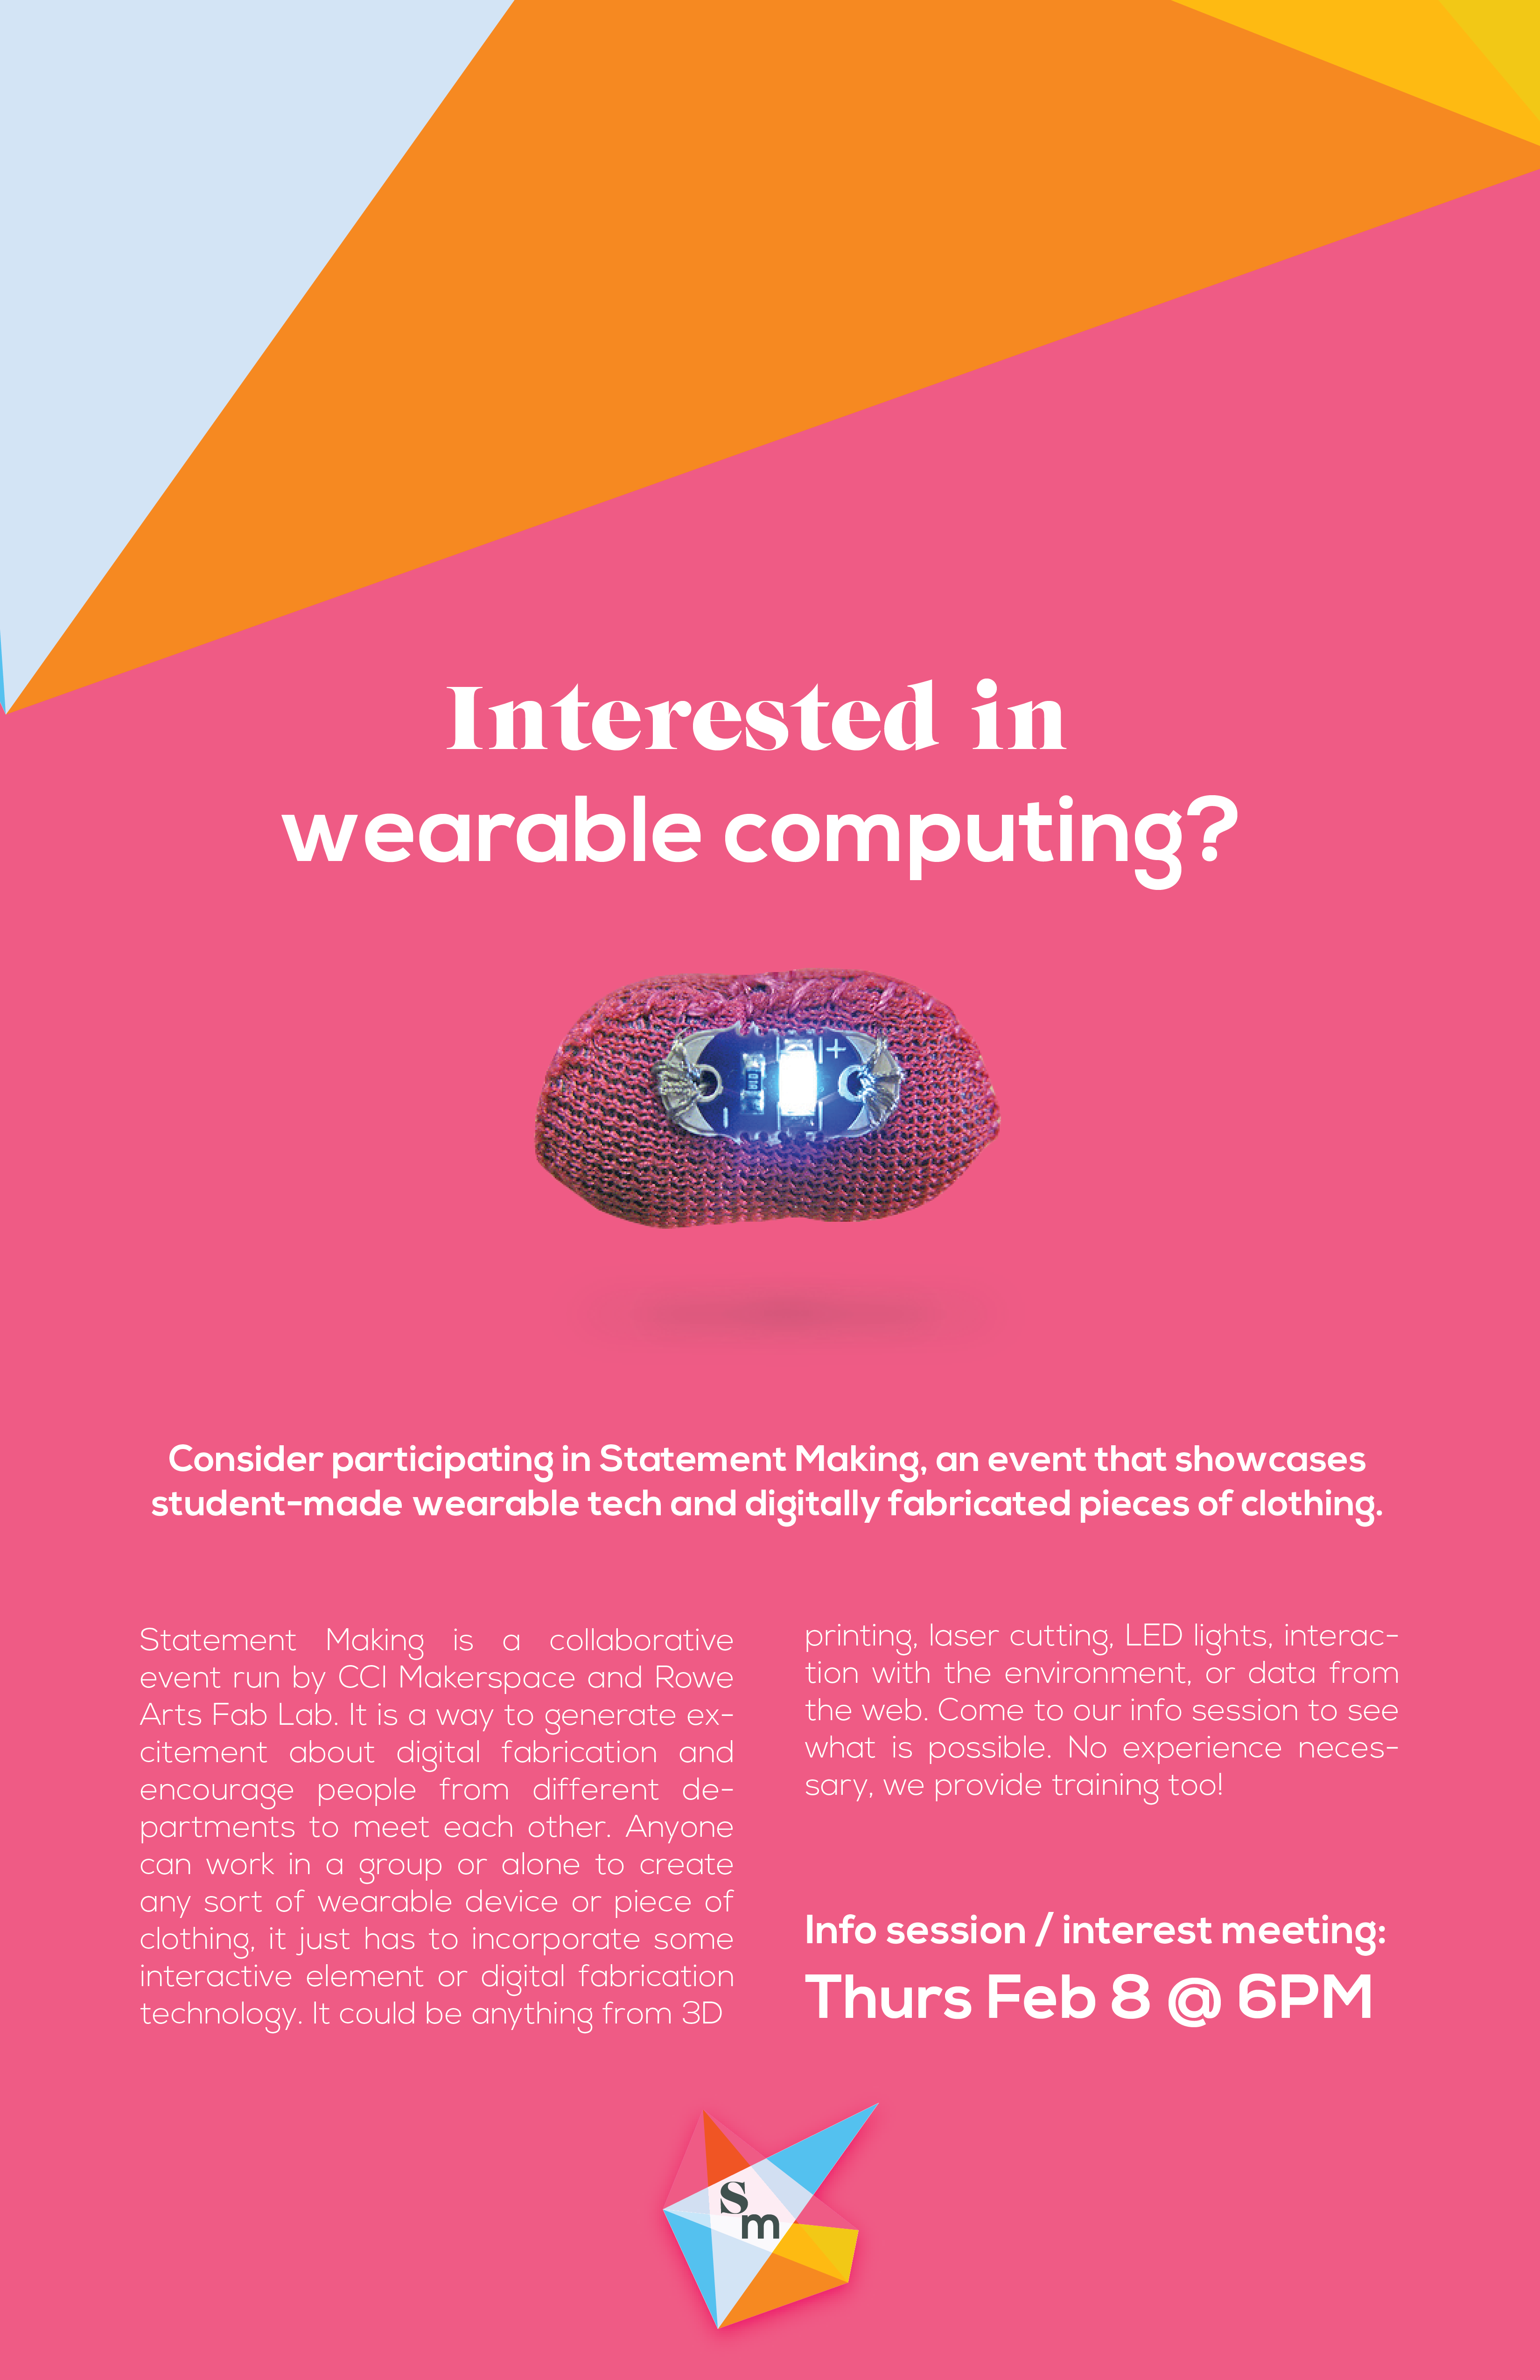 Interested in
wearable computing?
+
-
Consider participating in Statement Making, an event that showcases
student-made wearable tech and digitally fabricated pieces of clothing.
Statement Making is a collaborative
event run by CCI Makerspace and Rowe
Arts Fab Lab. It is a way to generate ex-
citement about digital fabrication and
encourage people from different de-
partments to meet each other. Anyone
can work in a group or alone to create
any sort of wearable device or piece of
clothing, it just has to incorporate some
interactive element or digital fabrication
technology. It could be anything from 3D
printing, laser cutting, LED lights, interac-
tion with the environment, or data from
the web. Come to our info session to see
what is possible. No experience neces-
sary, we provide training too!
Info session / interest meeting:
Thurs Feb 8 @ 6PM
S
m